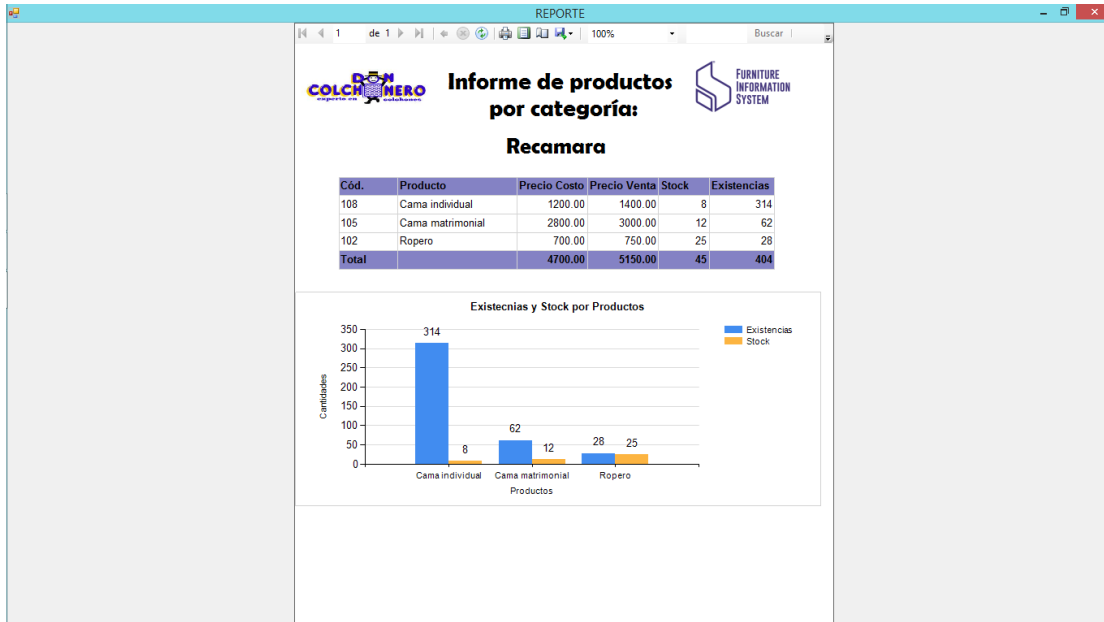 REPORTE
1 de 1 100% Buscar
DON
COLCHONERO
experto en colchones
Informe de productos
por categoría:
FURNITURE
INFORMATION
SYSTEM
Recamara
Cód. Producto Precio Costo Precio Venta Stock Existencias
108 Cama individual 1200.00 1400.00 8 314
105 Cama matrimonial 2800.00 3000.00 12 62
102 Ropero 700.00 750.00 25 28
Total 4700.00 5150.00 45 404
Existecnias y Stock por Productos
Existencias
Stock
Cantidades
350
300
250
200
150
100
50
0
314
8
62
12
28
25
Cama individual Cama matrimonial Ropero
Productos